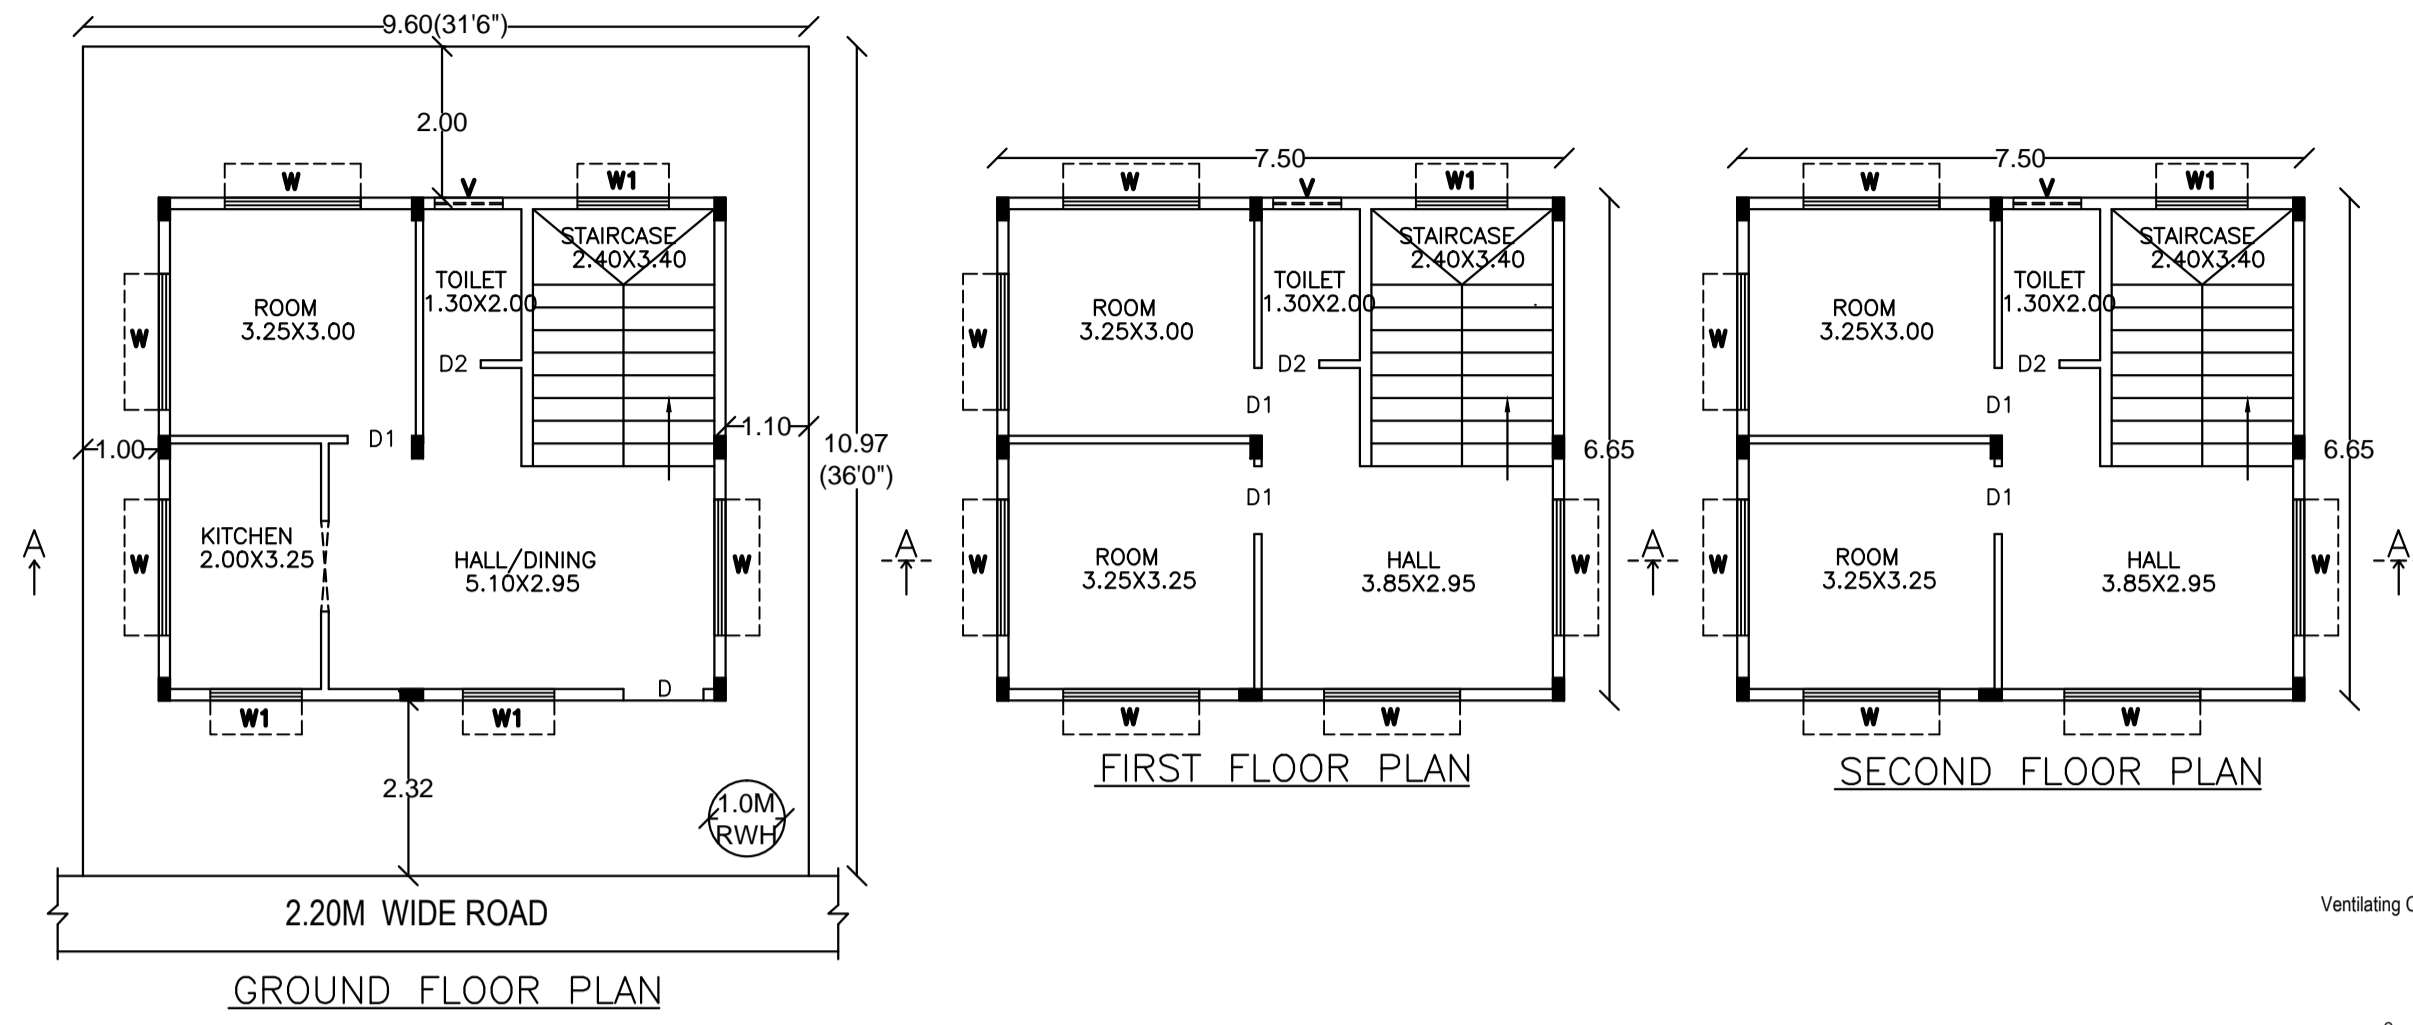 9.60(31'6")
2.00
W
V
W1
STAIRCASE
2.40X3.40
TOILET
1.30X2.00
ROOM
3.25X3.00
W
D2
D1
1.00
1.10
10.97
(36'0")
A
KITCHEN
2.00X3.25
HALL/DINING
5.10X2.95
W
W
D
W1
W1
2.32
1.0M
RWH
2.20M WIDE ROAD
GROUND FLOOR PLAN
7.50
W
V
W1
STAIRCASE
2.40X3.40
TOILET
1.30X2.00
ROOM
3.25X3.00
W
D2
D1
6.65
D1
A
ROOM
3.25X3.25
HALL
3.85X2.95
W
W
W
W
FIRST FLOOR PLAN
7.50
W
V
W1
STAIRCASE
2.40X3.40
TOILET
1.30X2.00
ROOM
3.25X3.00
W
D2
D1
6.65
D1
A
A
ROOM
3.25X3.25
HALL
3.85X2.95
W
W
W
W
SECOND FLOOR PLAN
Ventilating